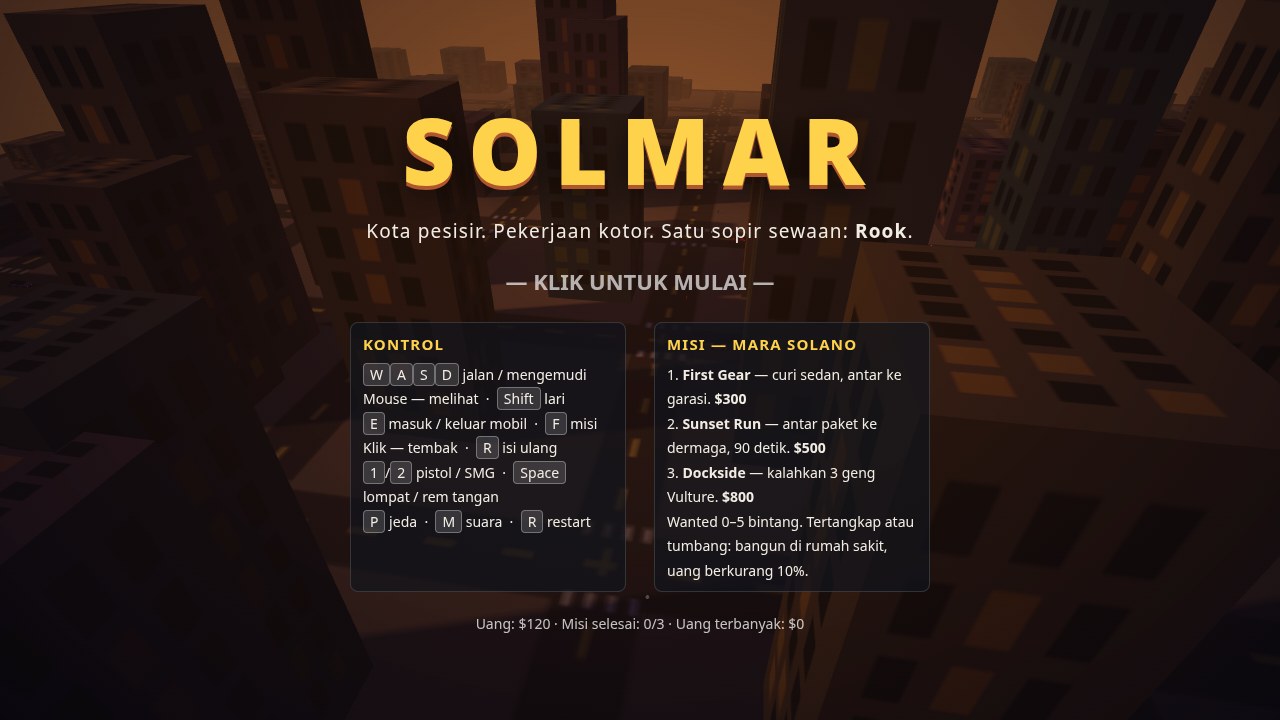 SOLMAR
Kota pesisir. Pekerjaan kotor. Satu sopir sewaan: Rook.
— KLIK UNTUK MULAI —
KONTROL
W A S D jalan / mengemudi
Mouse — melihat · Shift lari
E masuk / keluar mobil · F misi
Klik — tembak · R isi ulang
1/2 pistol / SMG · Space
lompat / rem tangan
P jeda · M suara · R restart
MISI — MARA SOLANO
1. First Gear — curi sedan, antar ke
garasi. $300
2. Sunset Run — antar paket ke
dermaga, 90 detik. $500
3. Dockside — kalahkan 3 geng
Vulture. $800
Wanted 0–5 bintang. Tertangkap atau
tumbang: bangun di rumah sakit,
uang berkurang 10%.
Uang: $120 · Misi selesai: 0/3 · Uang terbanyak: $0